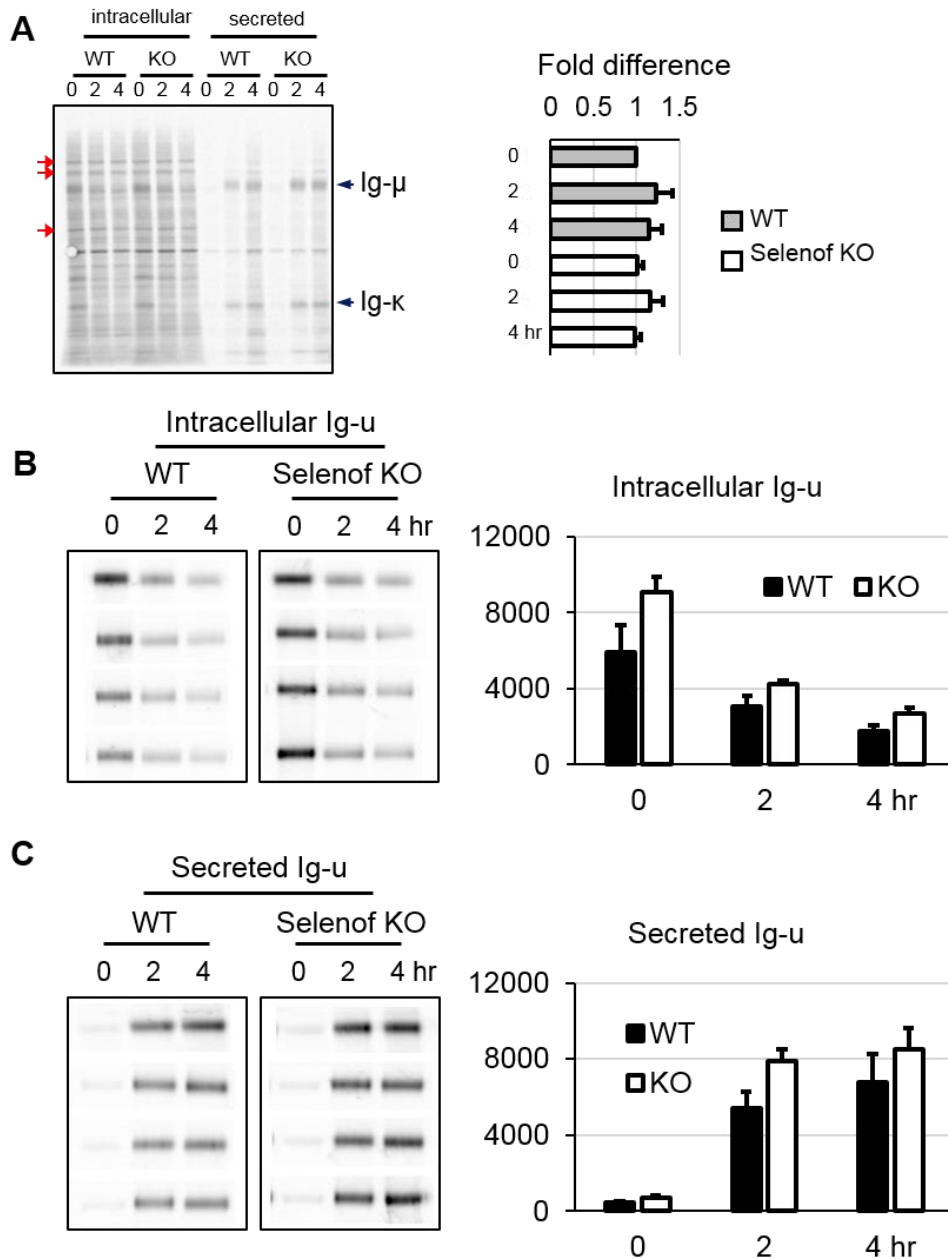 A
intracellular secreted
WT KO WT KO
0 2 4 0 2 4 0 2 4 0 2 4
Ig-μ
Ig-κ
Fold difference
0 0.5 1 1.5
0
2
4
0
2
4 hr
WT
Selenof KO
B
Intracellular Ig-u
WT Selenof KO
0 2 4 0 2 4 hr
Intracellular Ig-u
12000
8000
4000
0
WT KO
0 2 4 hr
C
Secreted Ig-u
WT Selenof KO
0 2 4 0 2 4 hr
Secreted Ig-u
12000
8000
4000
0
WT
KO
0 2 4 hr